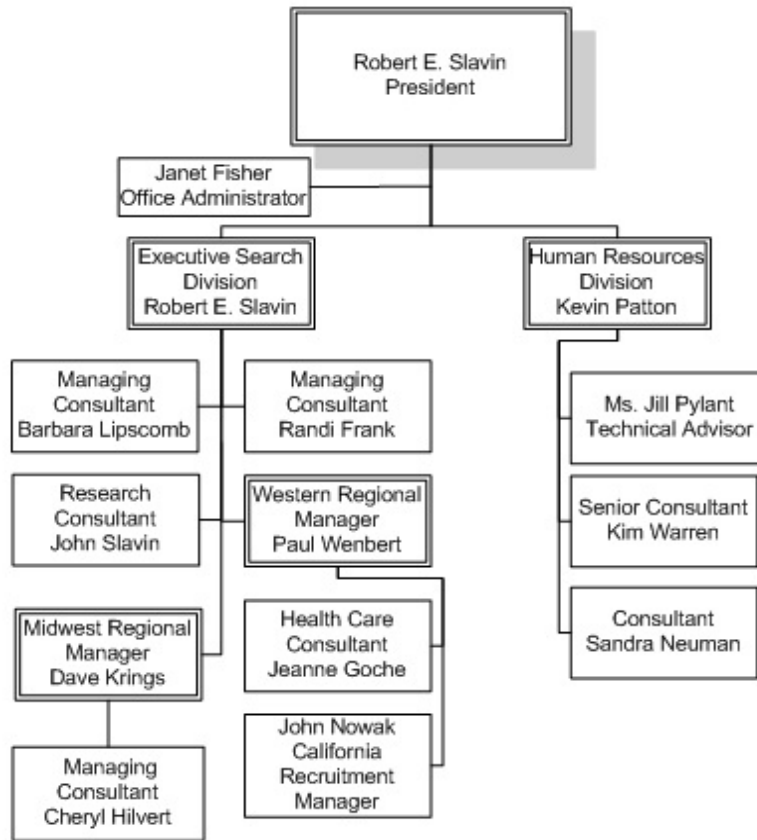 Robert E. Slavin
President
Janet Fisher
Office Administrator
Executive Search
Division
Robert E. Slavin
Human Resources
Division
Kevin Patton
Managing
Consultant
Barbara Lipscomb
Managing
Consultant
Randi Frank
Ms. Jill Pylant
Technical Advisor
Research
Consultant
John Slavin
Western Regional
Manager
Paul Wenbert
Senior Consultant
Kim Warren
Midwest Regional
Manager
Dave Krings
Health Care
Consultant
Jeanne Goche
Consultant
Sandra Neuman
Managing
Consultant
Cheryl Hilvert
John Nowak
California
Recruitment
Manager